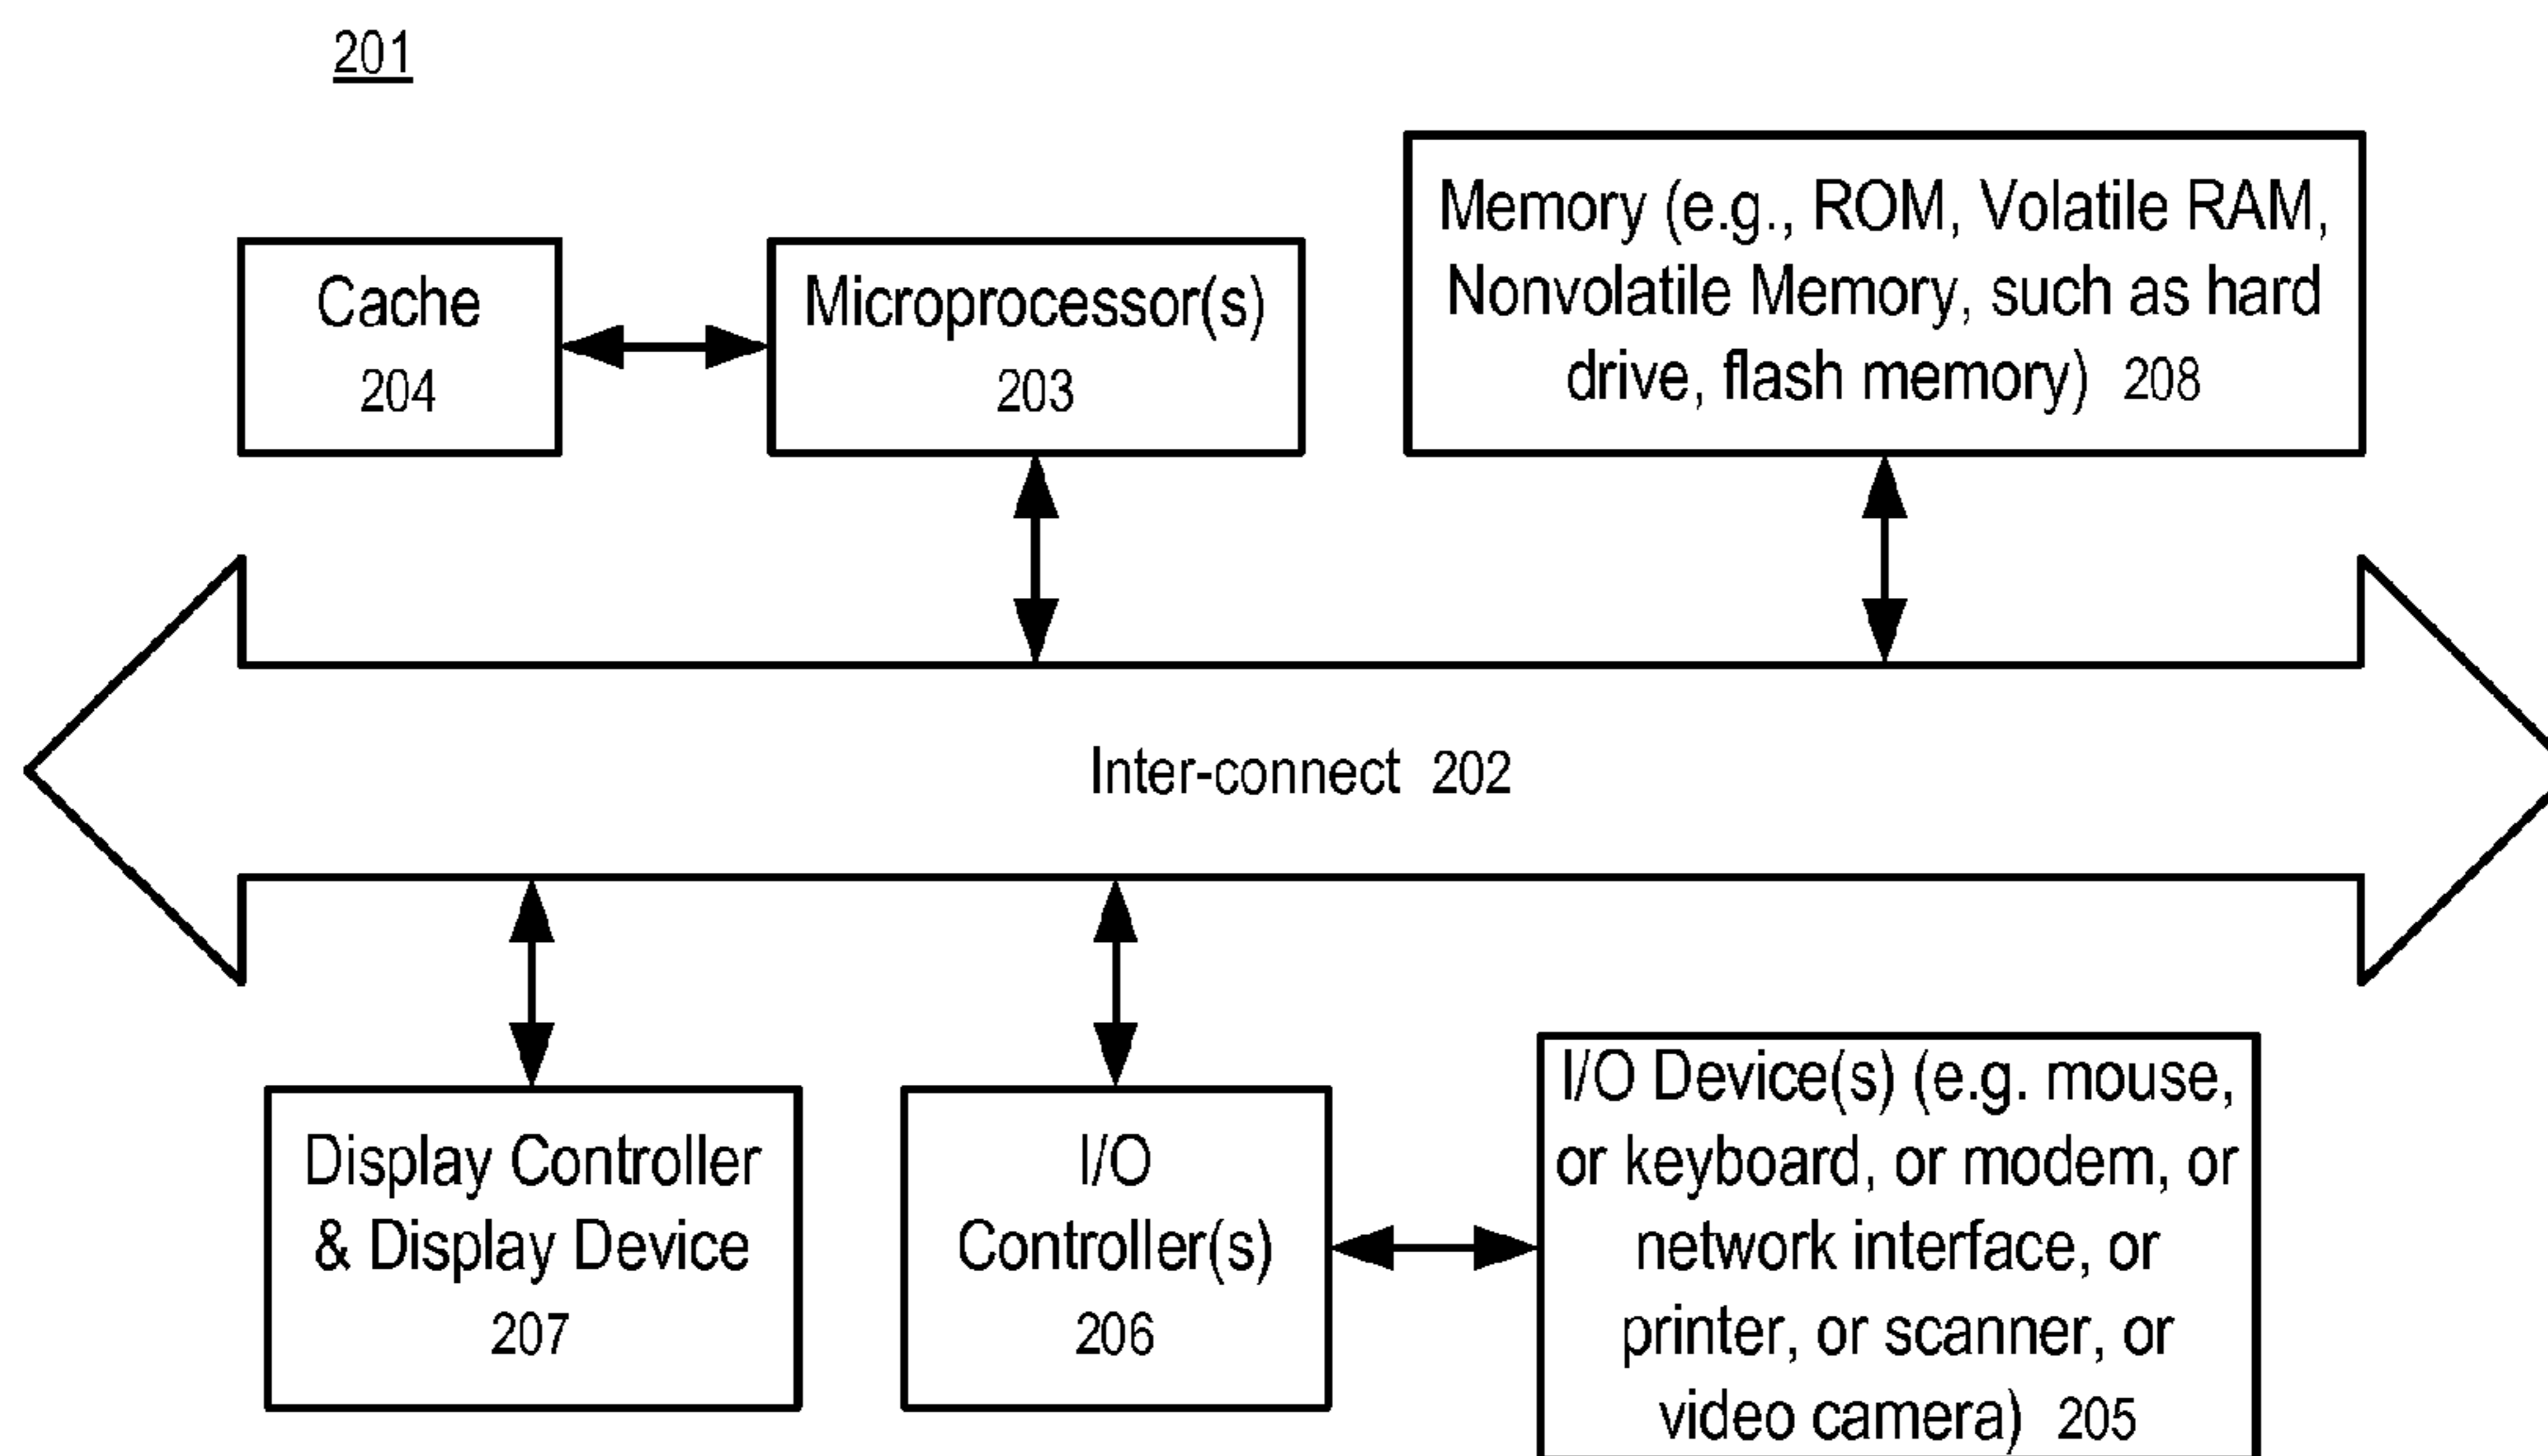 201
Cache
204
Microprocessor(s)
203
Memory (e.g., ROM, Volatile RAM,
Nonvolatile Memory, such as hard
drive, flash memory) 208
Inter-connect 202
Display Controller
& Display Device
207
I/O
Controller(s)
206
I/O Device(s) (e.g. mouse,
or keyboard, or modem, or
network interface, or
printer, or scanner, or
video camera) 205